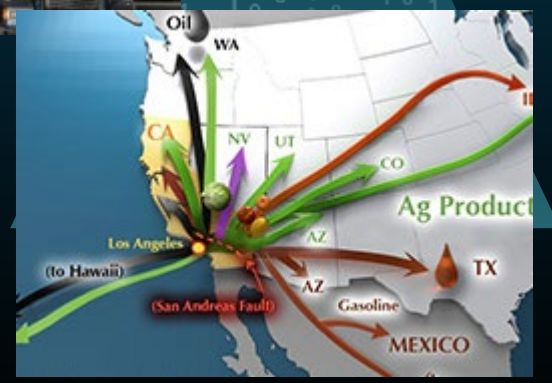 Oil
WA
CA
NV
UT
CO
Ag Product
Los Angeles
AZ
(to Hawaii)
AZ
TX
(San Andreas Fault)
Gasoline
MEXICO